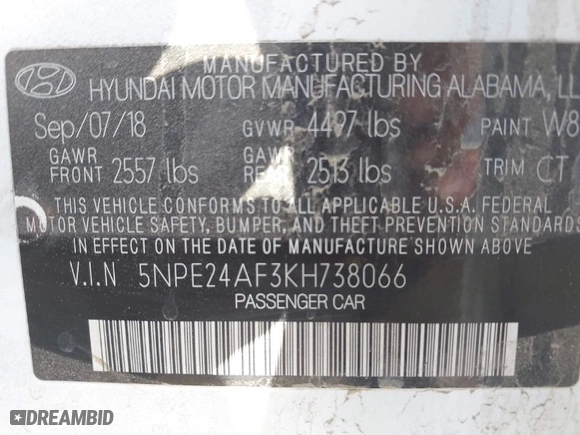 MANUFACTURED BY
HYUNDAI MOTOR MANUFACTURING ALABAMA, LL
Sep/07/18 GVWR 4497 lbs PAINT W8
GAWR FRONT 2557 lbs GAWR 2513 lbs TRIM CT
THIS VEHICLE CONFORMS TO ALL APPLICABLE U.S.A. FEDERAL
MOTOR VEHICLE SAFETY, BUMPER, AND THEFT PREVENTION STANDARDS
IN EFFECT ON THE DATE OF MANUFACTURE SHOWN ABOVE.
V.I.N 5NPE24AF3KH738066
PASSENGER CAR
DREAMBID